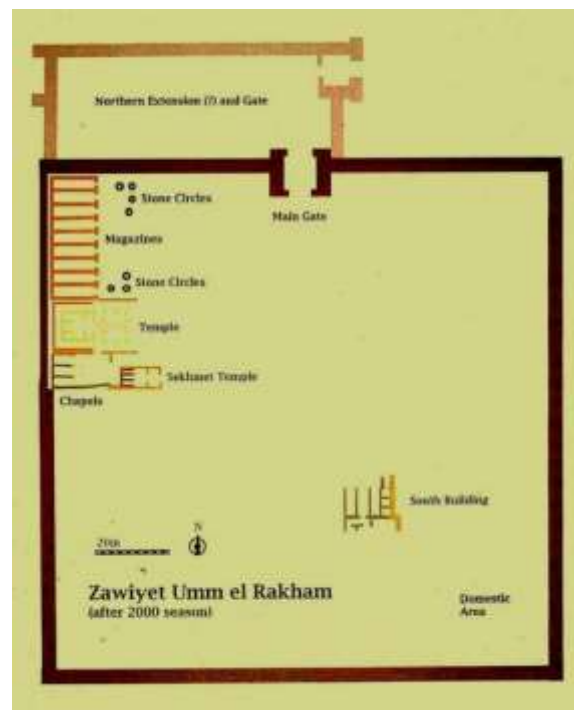 Northern Extension (?) and Gate
Stone Circles
Main Gate
Magazines
Stone Circles
Temple
Sekhmet Temple
Chapels
South Building
N
20m
Zawiyet Umm el Rakham
(after 2000 season)
Domestic
Area